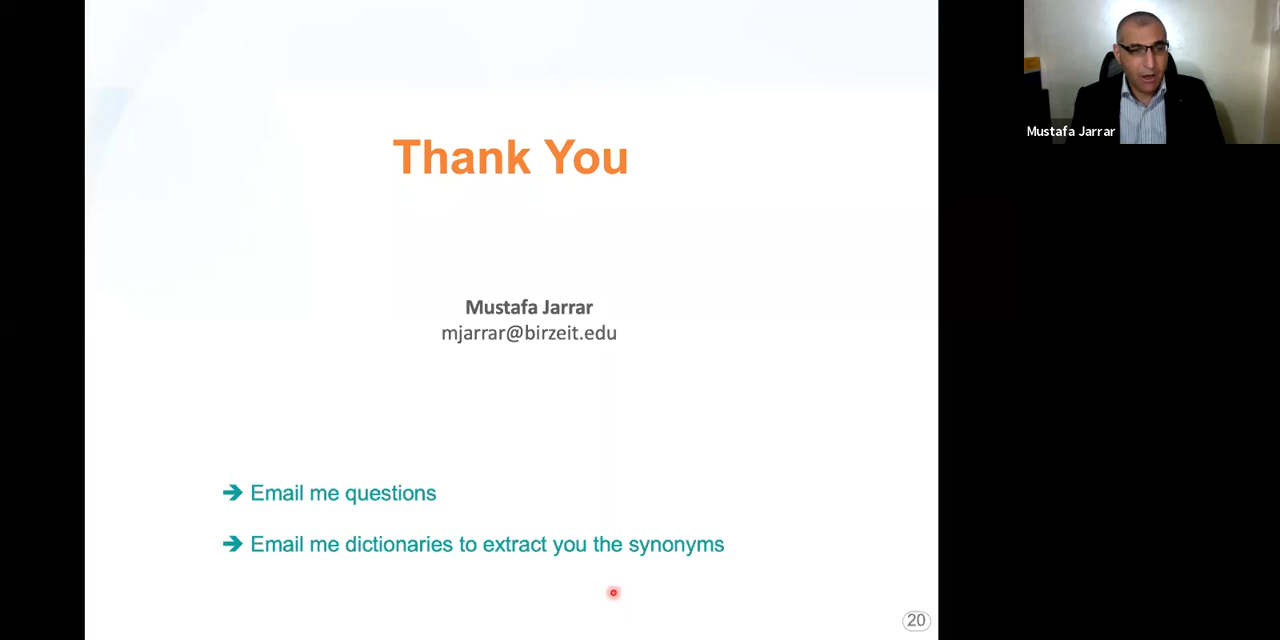 Thank You
Mustafa Jarrar
mjarrar@birzeit.edu
➔ Email me questions
➔ Email me dictionaries to extract you the synonyms
20
Mustafa Jarrar